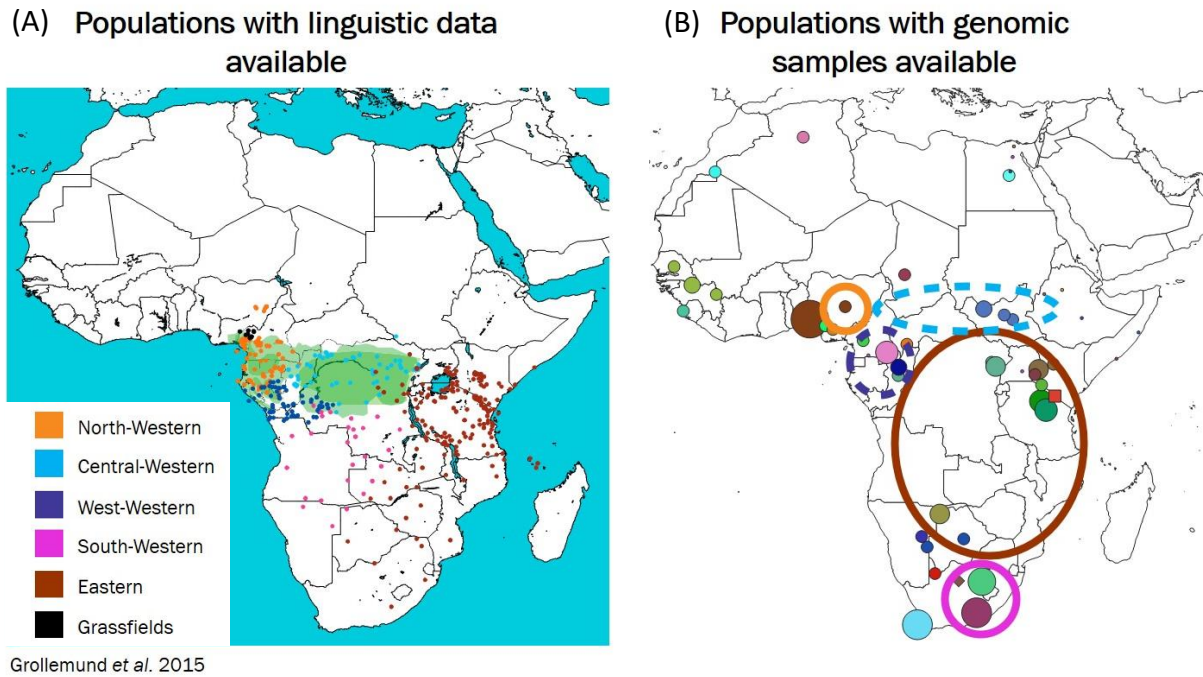 (A) Populations with linguistic data
available
(B) Populations with genomic
samples available
North-Western
Central-Western
West-Western
South-Western
Eastern
Grassfields
Grollemund et al. 2015